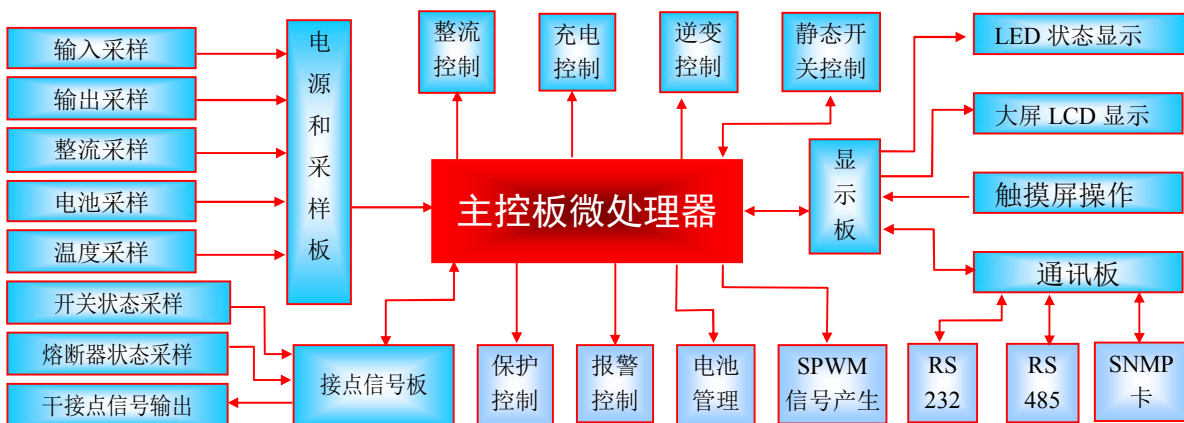 输入采样
输出采样
整流采样
电池采样
温度采样
开关状态采样
熔断器状态采样
干接点信号输出
电
源
和
采
样
板
接点信号板
整流
控制
充电
控制
逆变
控制
静态开
关控制
主控板微处理器
保护
控制
报警
控制
电池
管理
SPWM
信号产生
显
示
板
LED 状态显示
大屏 LCD 显示
触摸屏操作
通讯板
RS
232
RS
485
SNMP
卡